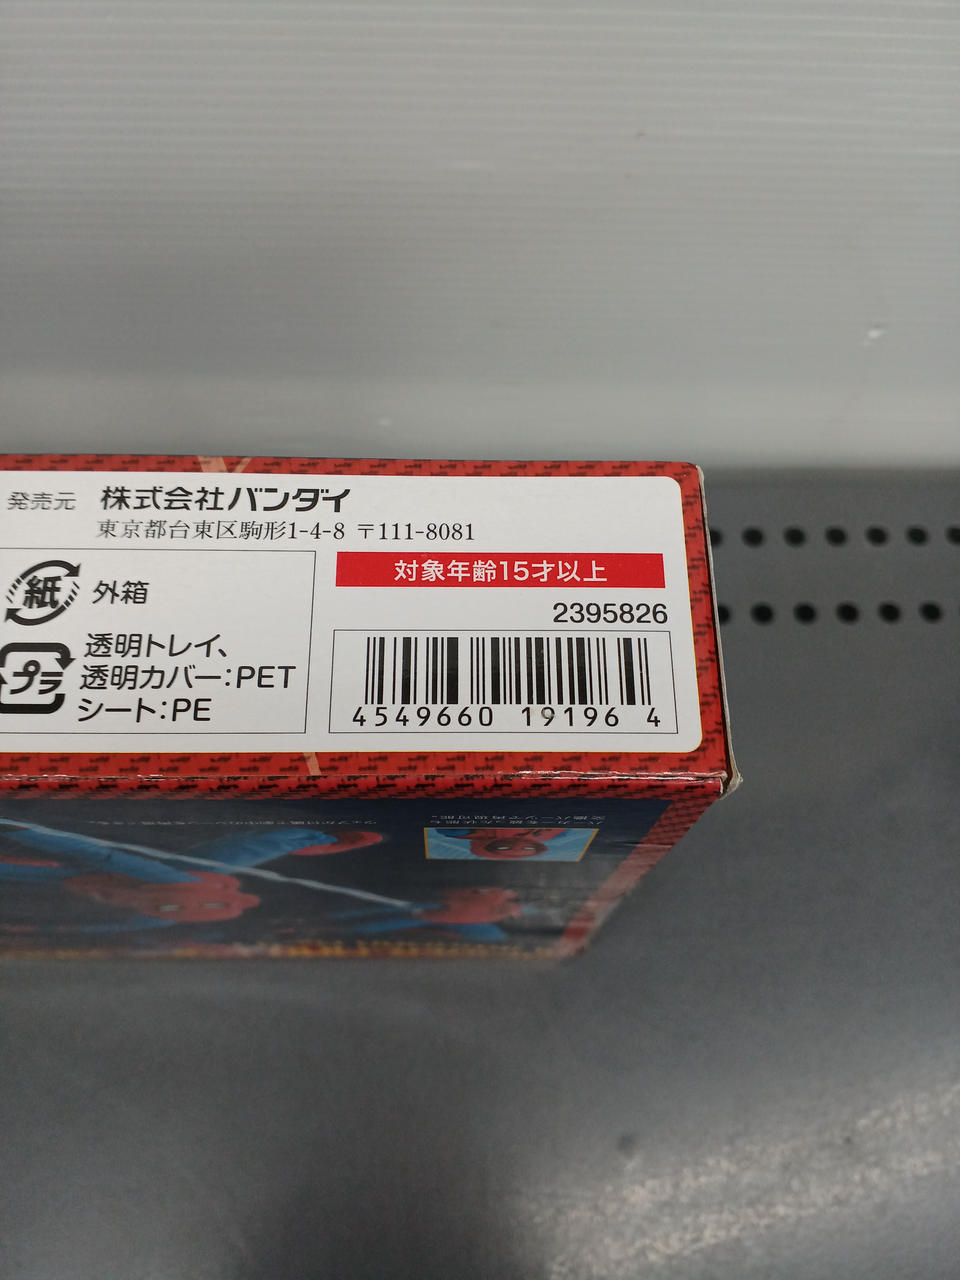 発売元 株式会社バンダイ
東京都台東区駒形1-4-8 〒111-8081
対象年齢15才以上
紙 外箱
2395826
プラ 透明トレイ、
透明カバー:PET
シート:PE
4549660 19196 4